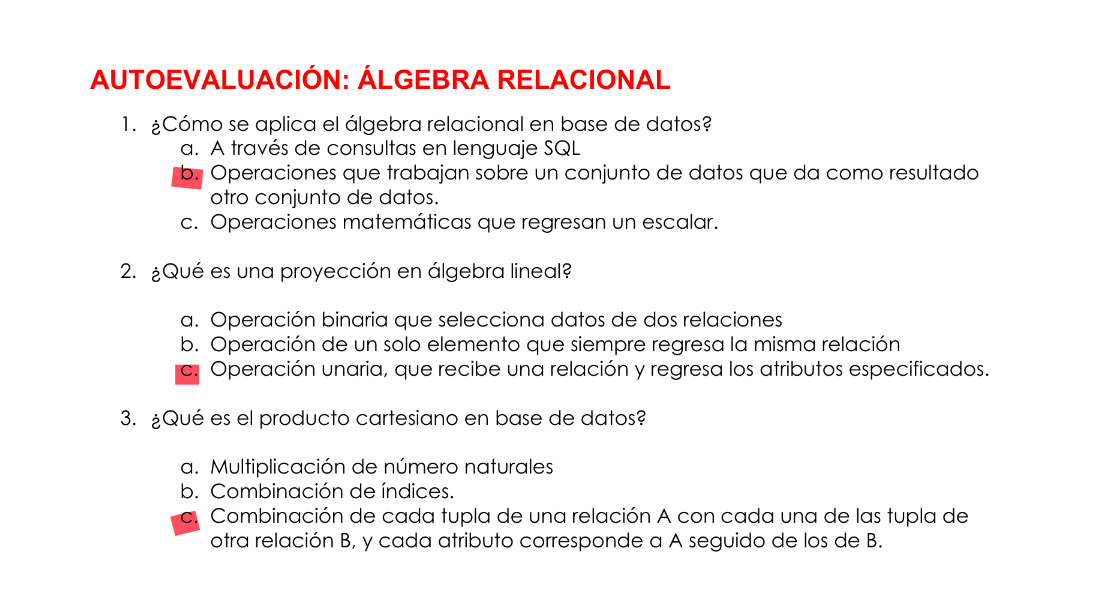 AUTOEVALUACIÓN: ÁLGEBRA RELACIONAL
1. ¿Cómo se aplica el álgebra relacional en base de datos?
a. A través de consultas en lenguaje SQL
b. Operaciones que trabajan sobre un conjunto de datos que da como resultado
otro conjunto de datos.
c. Operaciones matemáticas que regresan un escalar.
2. ¿Qué es una proyección en álgebra lineal?
a. Operación binaria que selecciona datos de dos relaciones
b. Operación de un solo elemento que siempre regresa la misma relación
c. Operación unaria, que recibe una relación y regresa los atributos especificados.
3. ¿Qué es el producto cartesiano en base de datos?
a. Multiplicación de número naturales
b. Combinación de índices.
c. Combinación de cada tupla de una relación A con cada una de las tupla de
otra relación B, y cada atributo corresponde a A seguido de los de B.